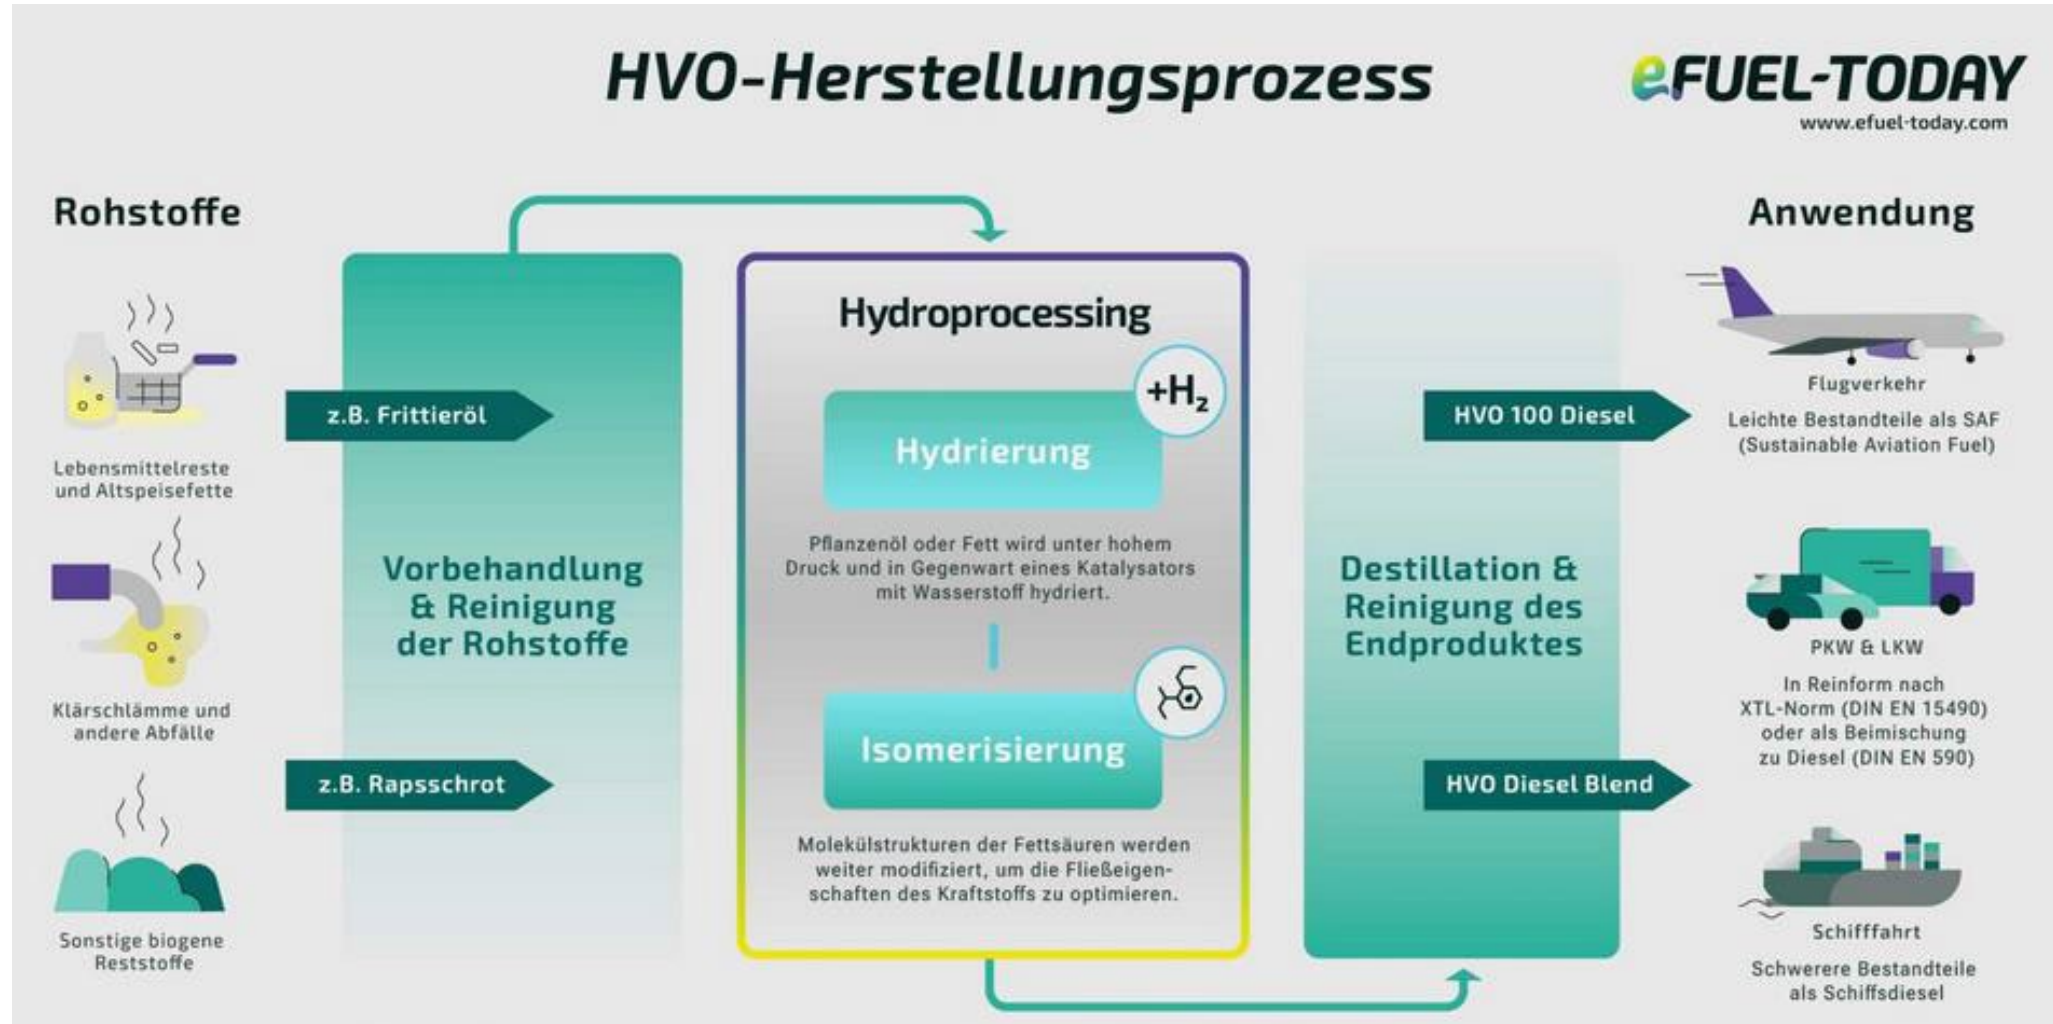 HVO-Herstellungsprozess
eFUEL-TODAY
www.efuel-today.com
Rohstoffe
Lebensmittelreste
und Altspeisefette
Klärschlämme und
andere Abfälle
Sonstige biogene
Reststoffe
z.B. Frittieröl
Vorbehandlung
& Reinigung
der Rohstoffe
z.B. Rapsschrot
Hydroprocessing
+H₂
Hydrierung
Pflanzenöl oder Fett wird unter hohem
Druck und in Gegenwart eines Katalysators
mit Wasserstoff hydriert.
Isomerisierung
Molekülstrukturen der Fettsäuren werden
weiter modifiziert, um die Fließeigen-
schaften des Kraftstoffs zu optimieren.
HVO 100 Diesel
Destillation &
Reinigung des
Endproduktes
HVO Diesel Blend
Anwendung
Flugverkehr
Leichte Bestandteile als SAF
(Sustainable Aviation Fuel)
PKW & LKW
In Reinform nach
XTL-Norm (DIN EN 15490)
oder als Beimischung
zu Diesel (DIN EN 590)
Schifffahrt
Schwerere Bestandteile
als Schiffsdiesel